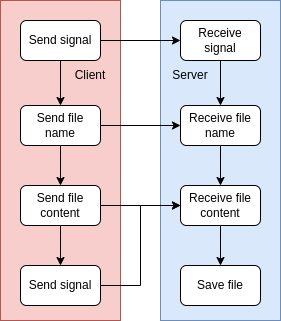 Send signal
Receive
signal
Client
Server
Send file
name
Receive file
name
Send file
content
Receive file
content
Send signal
Save file